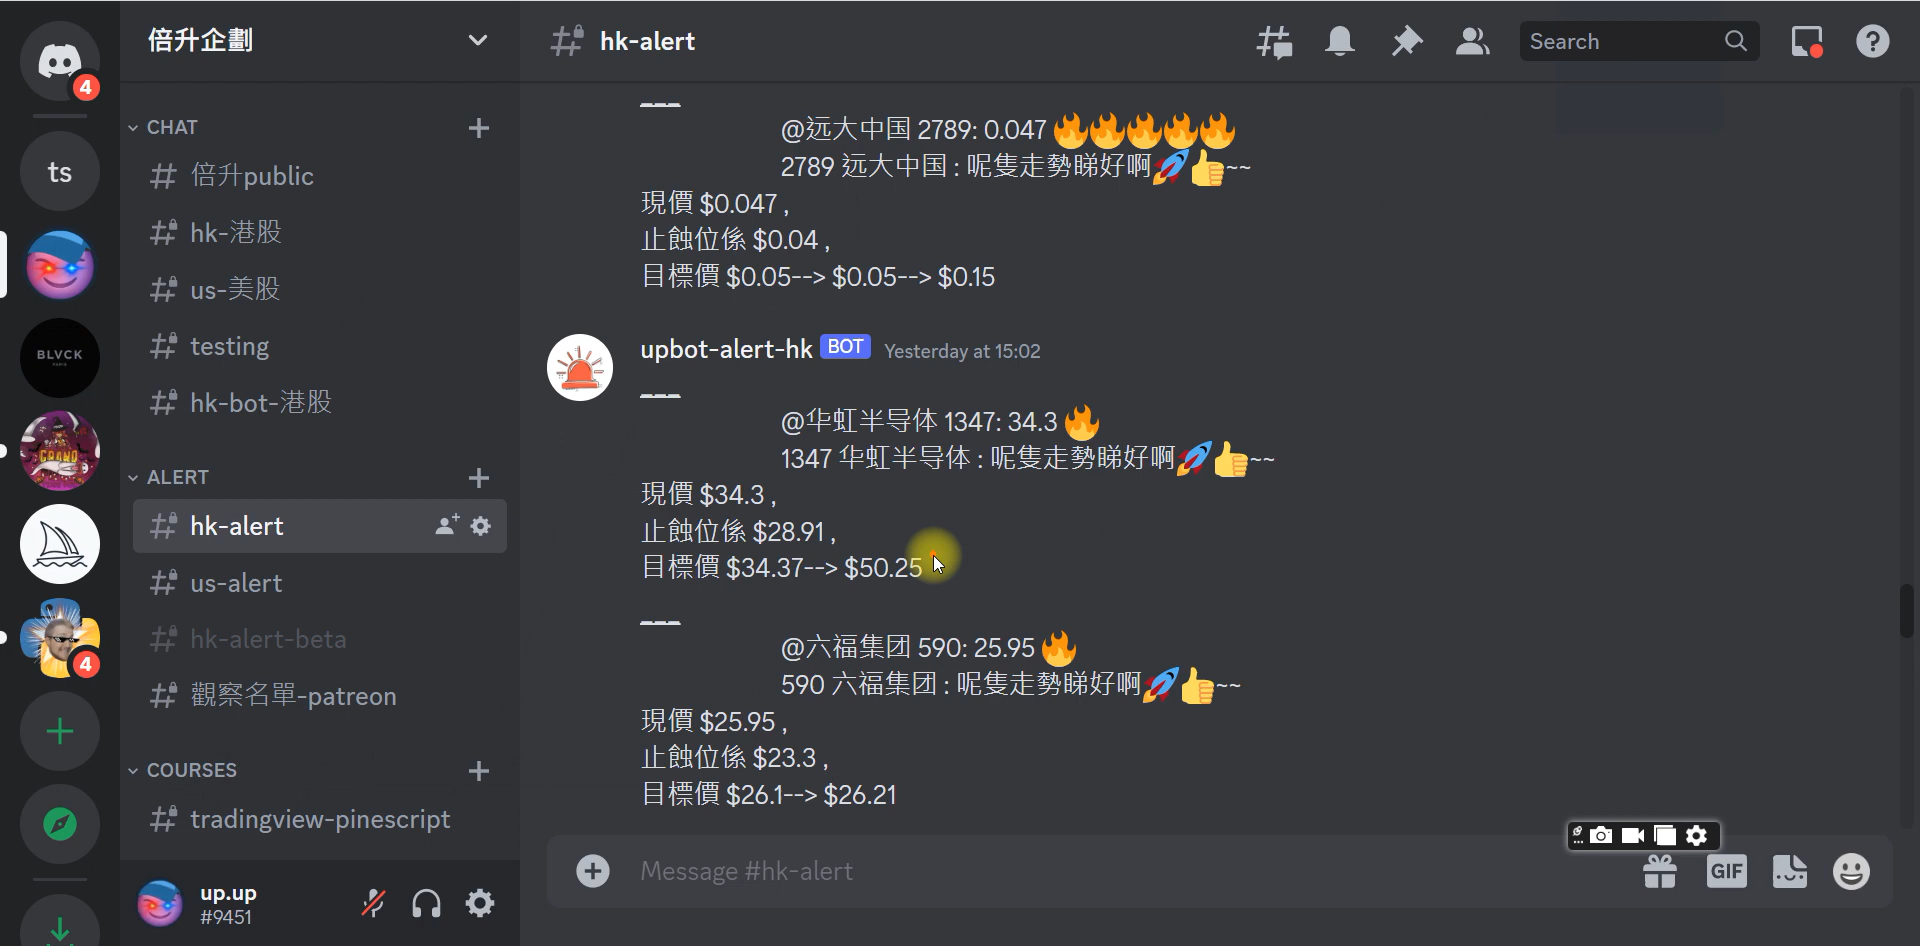 4
ts
BLVCK
PARIS
GRAND
4
倍升企劃
CHAT
倍升public
hk-港股
us-美股
testing
hk-bot-港股
ALERT
hk-alert
us-alert
hk-alert-beta
觀察名單-patreon
COURSES
tradingview-pinescript
up.up
#9451
hk-alert
Search
___
@远大中国 2789: 0.047 🔥🔥🔥🔥🔥
2789 远大中国 : 呢隻走勢睇好啊🚀👍~~
現價 $0.047 ,
止蝕位係 $0.04 ,
目標價 $0.05--> $0.05--> $0.15
upbot-alert-hk BOT Yesterday at 15:02
___
@华虹半导体 1347: 34.3 🔥
1347 华虹半导体 : 呢隻走勢睇好啊🚀👍~~
現價 $34.3 ,
止蝕位係 $28.91 ,
目標價 $34.37--> $50.25
___
@六福集团 590: 25.95 🔥
590 六福集团 : 呢隻走勢睇好啊🚀👍~~
現價 $25.95 ,
止蝕位係 $23.3 ,
目標價 $26.1--> $26.21
Message #hk-alert
GIF